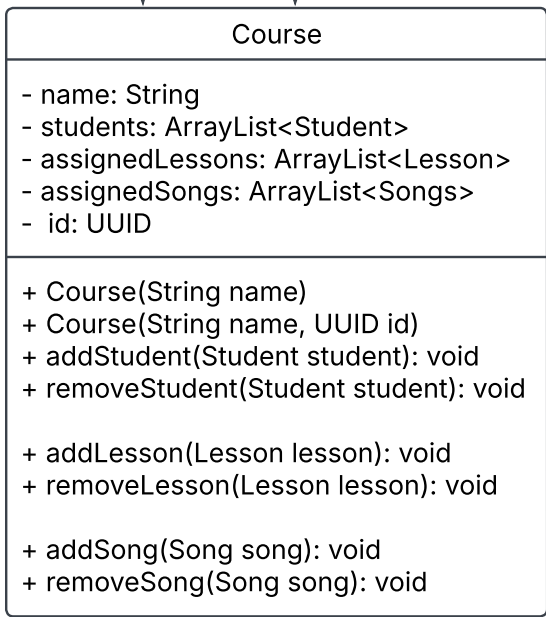 Course
- name: String
- students: ArrayList<Student>
- assignedLessons: ArrayList<Lesson>
- assignedSongs: ArrayList<Songs>
-  id: UUID
+ Course(String name)
+ Course(String name, UUID id)
+ addStudent(Student student): void
+ removeStudent(Student student): void
+ addLesson(Lesson lesson): void
+ removeLesson(Lesson lesson): void
+ addSong(Song song): void
+ removeSong(Song song): void